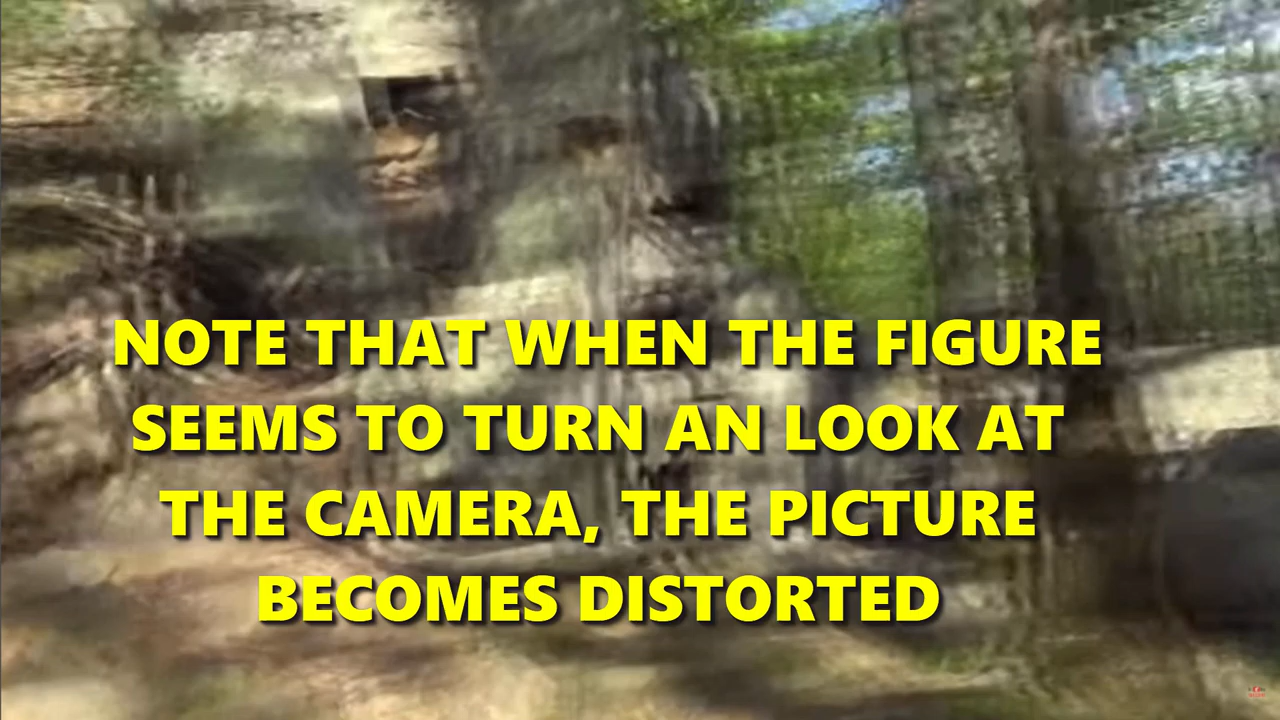 NOTE THAT WHEN THE FIGURE
SEEMS TO TURN AN LOOK AT
THE CAMERA, THE PICTURE
BECOMES DISTORTED